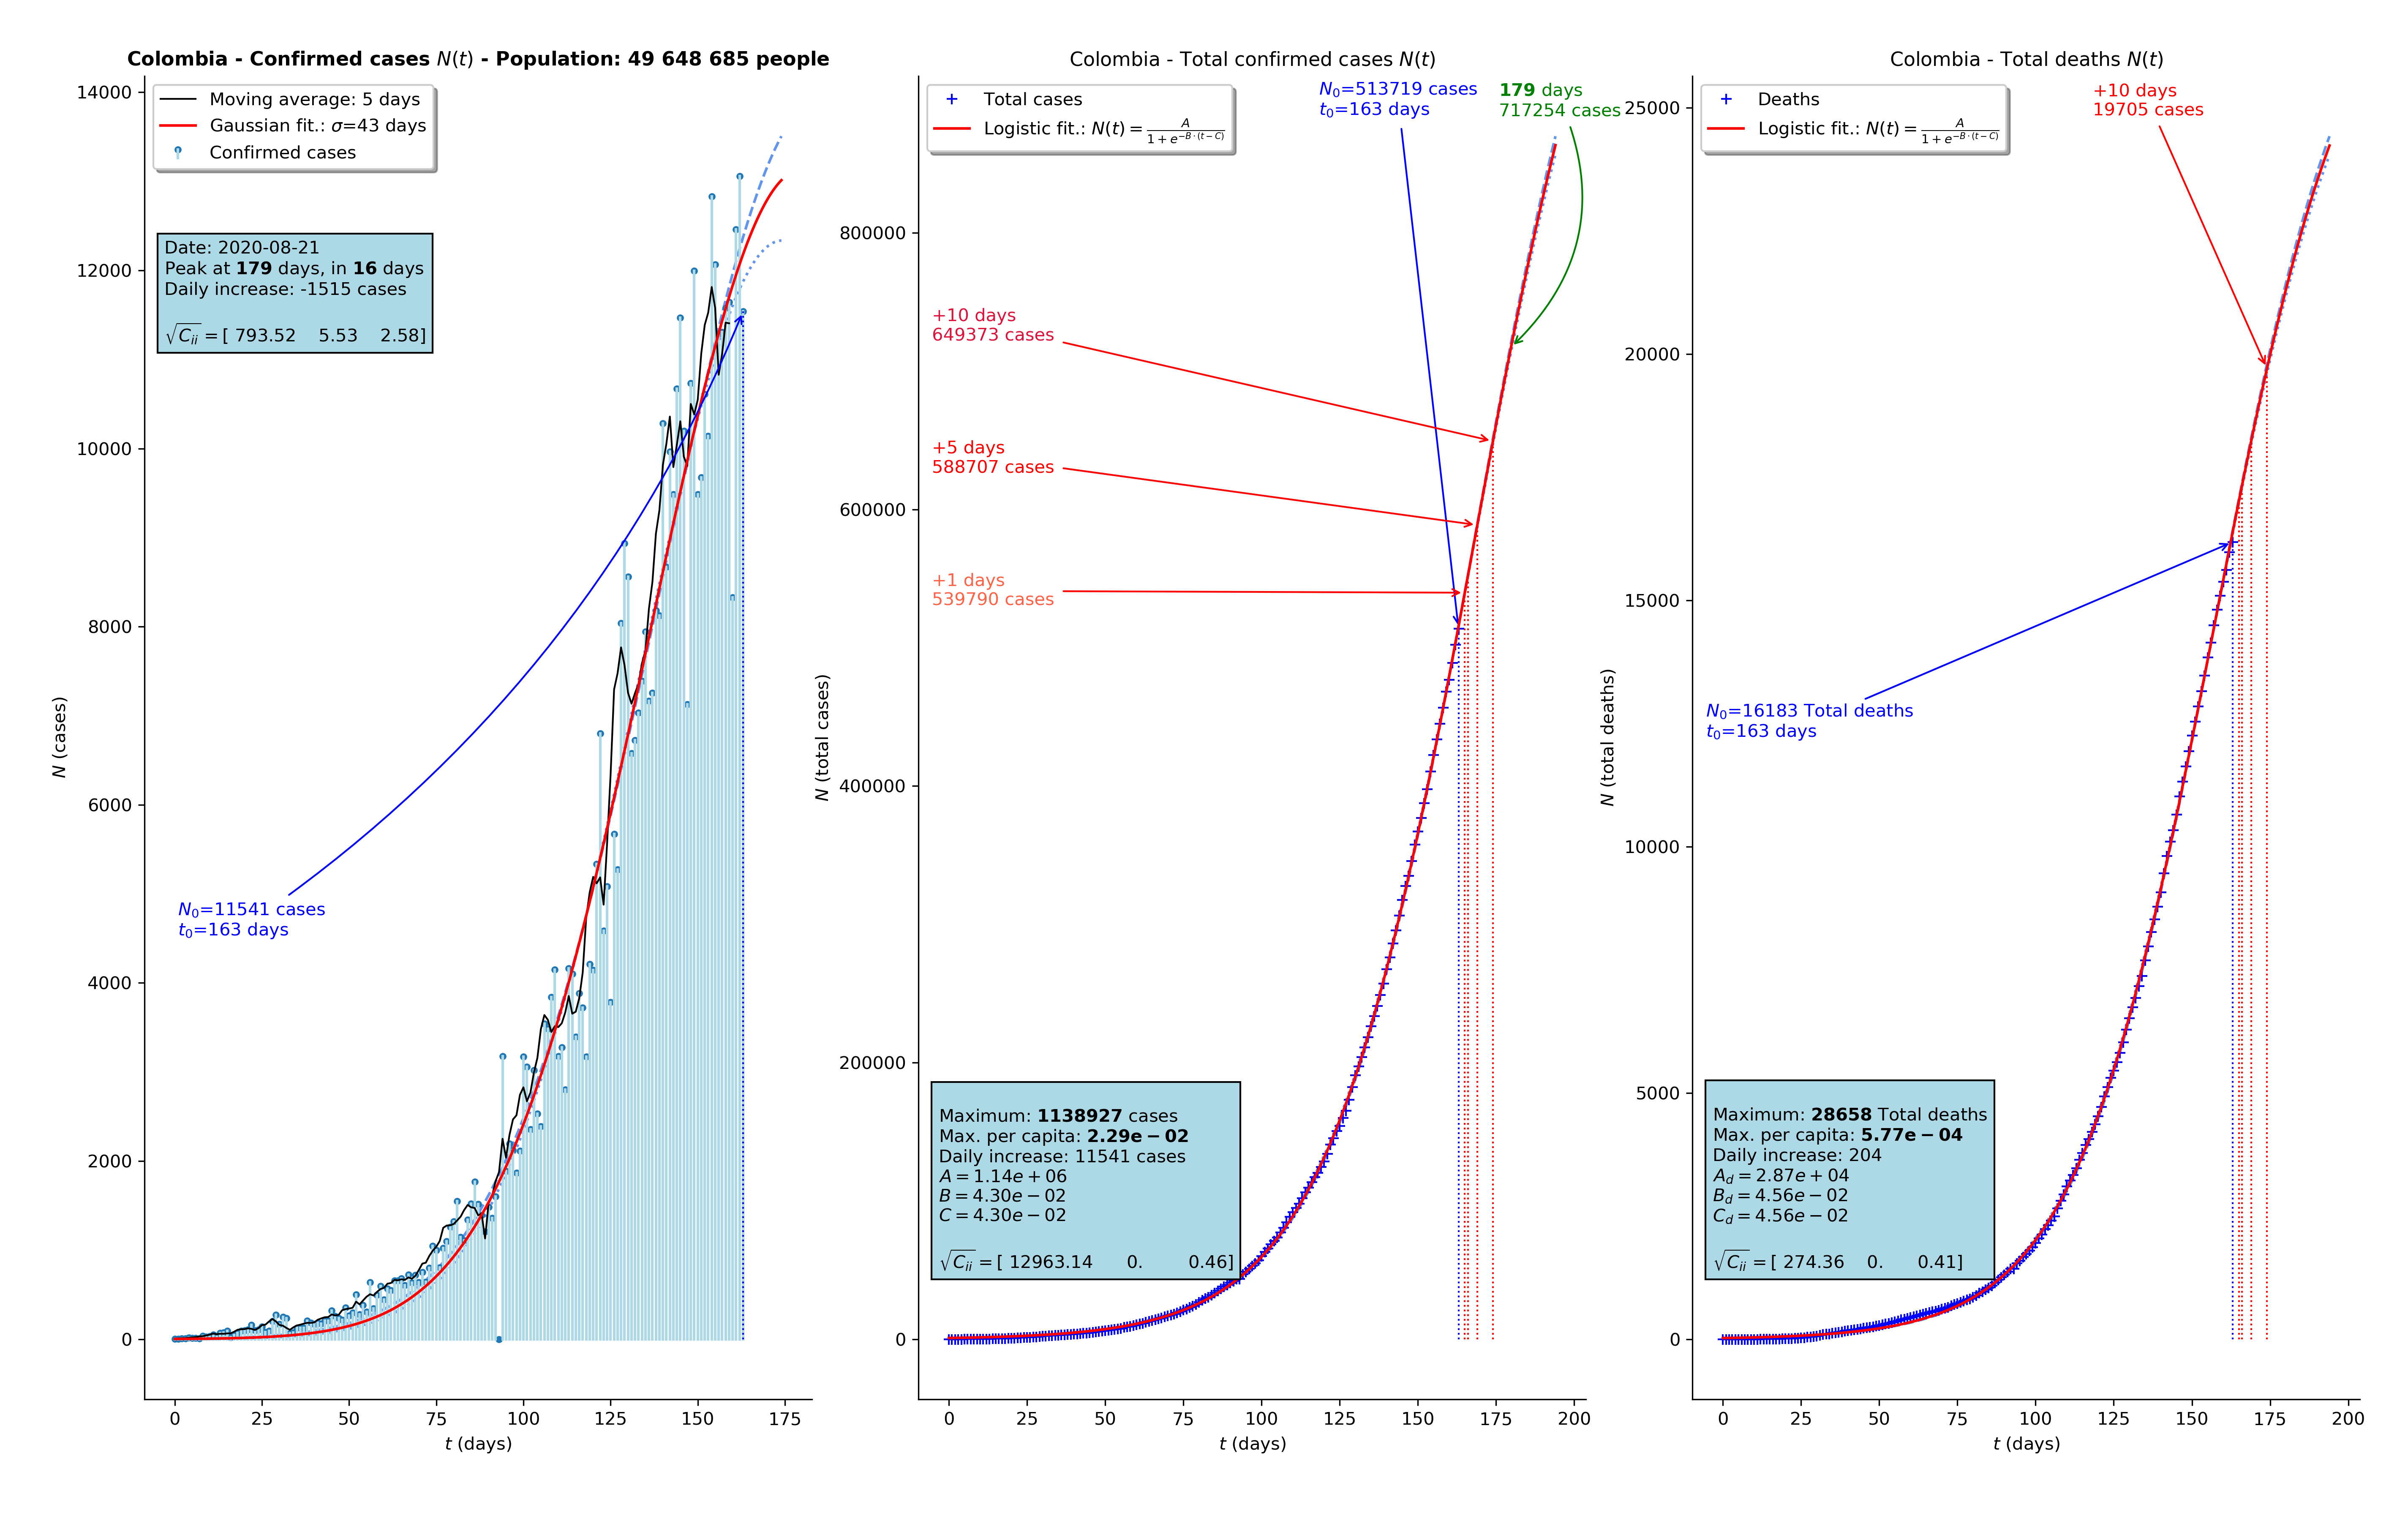 Colombia - Confirmed cases N(t) - Population: 49 648 685 people
Moving average: 5 days
Gaussian fit.: σ=43 days
Confirmed cases
Date: 2020-08-21
Peak at 179 days, in 16 days
Daily increase: -1515 cases
√C_ii = [ 793.52 5.53 2.58]
N₀=11541 cases
t₀=163 days
14000
12000
10000
8000
6000
4000
2000
0
N (cases)
0 25 50 75 100 125 150 175
t (days)
Colombia - Total confirmed cases N(t)
Total cases
Logistic fit.: N(t) = A / (1 + e^{−B·(t−C)})
N₀=513719 cases
t₀=163 days
179 days
717254 cases
+10 days
649373 cases
+5 days
588707 cases
+1 days
539790 cases
Maximum: 1138927 cases
Max. per capita: 2.29e − 02
Daily increase: 11541 cases
A = 1.14e + 06
B = 4.30e − 02
C = 4.30e − 02
√C_ii = [ 12963.14 0. 0.46]
800000
600000
400000
200000
0
N (total cases)
0 25 50 75 100 125 150 175 200
t (days)
Colombia - Total deaths N(t)
Deaths
Logistic fit.: N(t) = A / (1 + e^{−B·(t−C)})
+10 days
19705 cases
N₀=16183 Total deaths
t₀=163 days
Maximum: 28658 Total deaths
Max. per capita: 5.77e − 04
Daily increase: 204
A_d = 2.87e + 04
B_d = 4.56e − 02
C_d = 4.56e − 02
√C_ii = [ 274.36 0. 0.41]
25000
20000
15000
10000
5000
0
N (total deaths)
0 25 50 75 100 125 150 175 200
t (days)